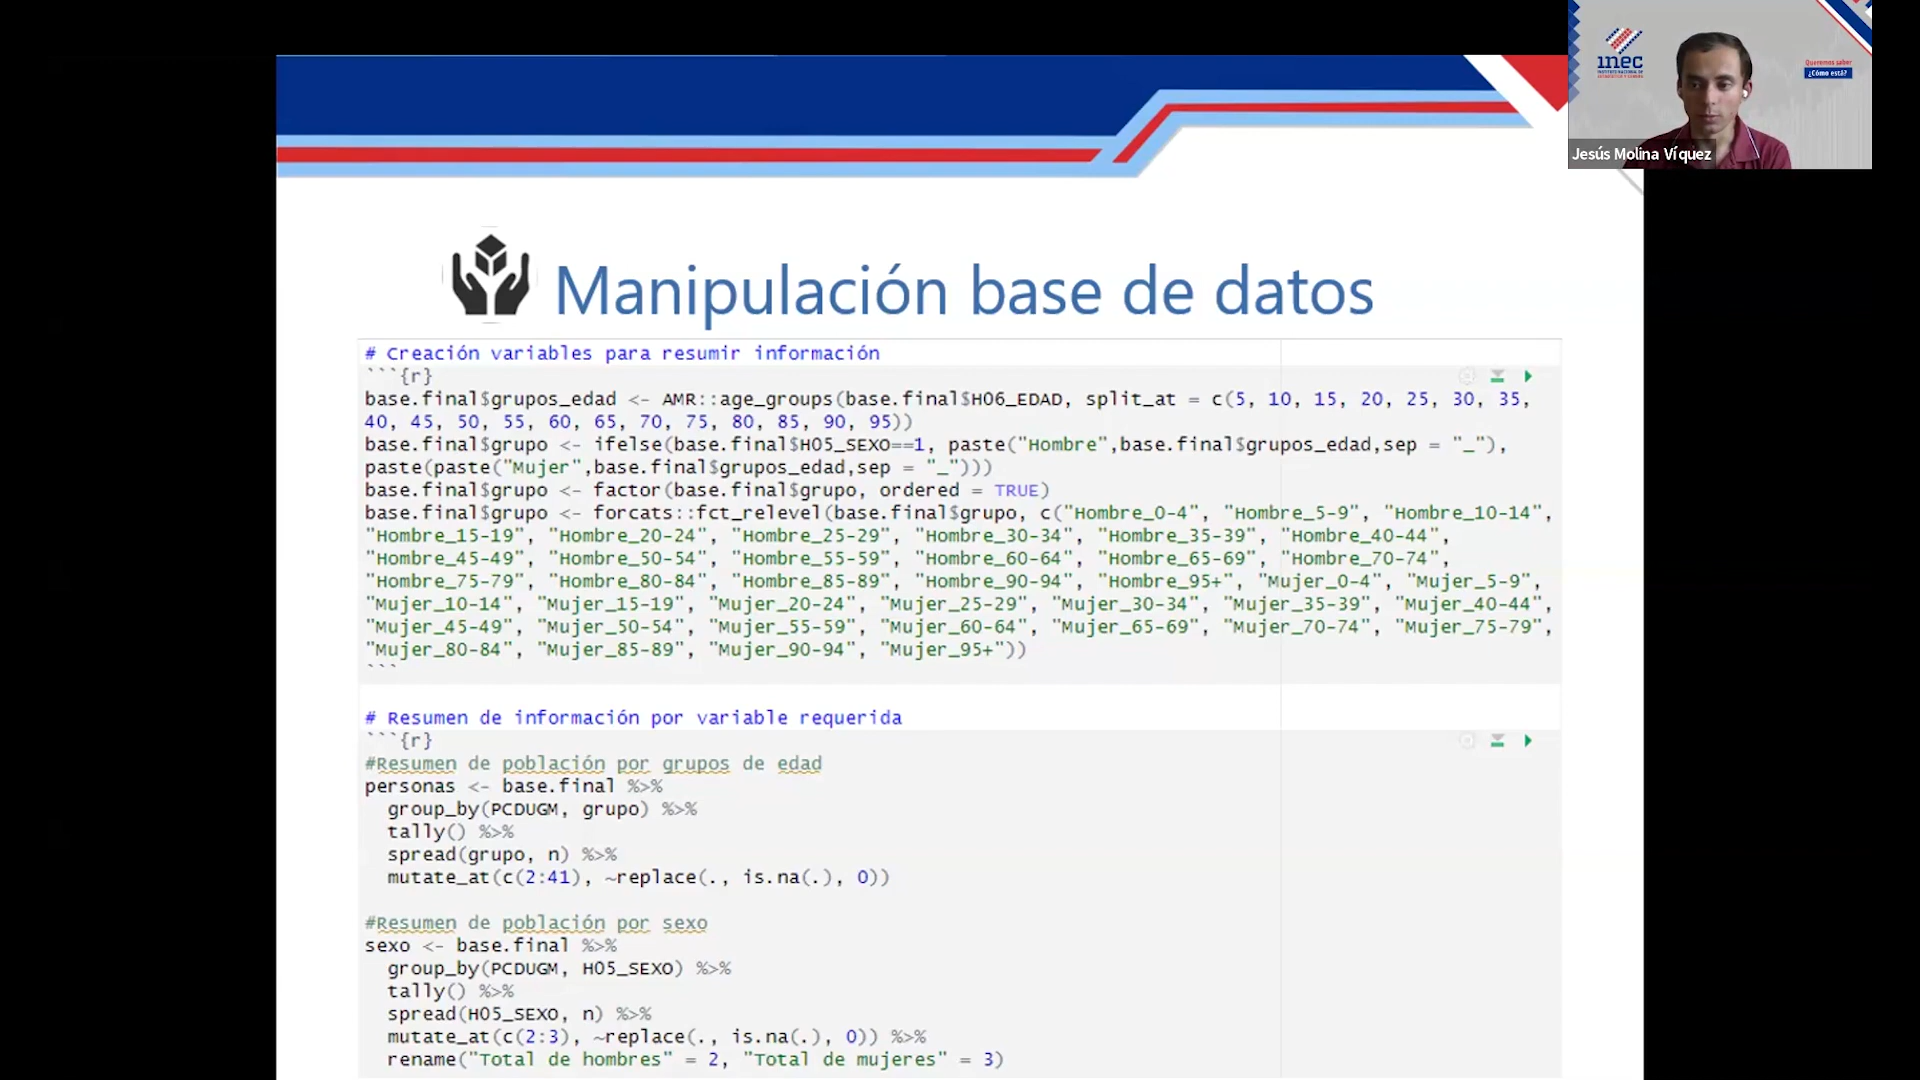 inec
INSTITUTO NACIONAL DE
ESTADÍSTICA Y CENSOS
Queremos saber
¿Cómo está?
Jesús Molina Víquez
Manipulación base de datos
# Creación variables para resumir información
```{r}
base.final$grupos_edad <- AMR::age_groups(base.final$H06_EDAD, split_at = c(5, 10, 15, 20, 25, 30, 35,
40, 45, 50, 55, 60, 65, 70, 75, 80, 85, 90, 95))
base.final$grupo <- ifelse(base.final$H05_SEXO==1, paste("Hombre",base.final$grupos_edad,sep = "_"),
paste(paste("Mujer",base.final$grupos_edad,sep = "_")))
base.final$grupo <- factor(base.final$grupo, ordered = TRUE)
base.final$grupo <- forcats::fct_relevel(base.final$grupo, c("Hombre_0-4", "Hombre_5-9", "Hombre_10-14",
"Hombre_15-19", "Hombre_20-24", "Hombre_25-29", "Hombre_30-34", "Hombre_35-39", "Hombre_40-44",
"Hombre_45-49", "Hombre_50-54", "Hombre_55-59", "Hombre_60-64", "Hombre_65-69", "Hombre_70-74",
"Hombre_75-79", "Hombre_80-84", "Hombre_85-89", "Hombre_90-94", "Hombre_95+", "Mujer_0-4", "Mujer_5-9",
"Mujer_10-14", "Mujer_15-19", "Mujer_20-24", "Mujer_25-29", "Mujer_30-34", "Mujer_35-39", "Mujer_40-44",
"Mujer_45-49", "Mujer_50-54", "Mujer_55-59", "Mujer_60-64", "Mujer_65-69", "Mujer_70-74", "Mujer_75-79",
"Mujer_80-84", "Mujer_85-89", "Mujer_90-94", "Mujer_95+"))
```
# Resumen de información por variable requerida
```{r}
#Resumen de población por grupos de edad
personas <- base.final %>%
group_by(PCDUGM, grupo) %>%
tally() %>%
spread(grupo, n) %>%
mutate_at(c(2:41), ~replace(., is.na(.), 0))
#Resumen de población por sexo
sexo <- base.final %>%
group_by(PCDUGM, H05_SEXO) %>%
tally() %>%
spread(H05_SEXO, n) %>%
mutate_at(c(2:3), ~replace(., is.na(.), 0)) %>%
rename("Total de hombres" = 2, "Total de mujeres" = 3)